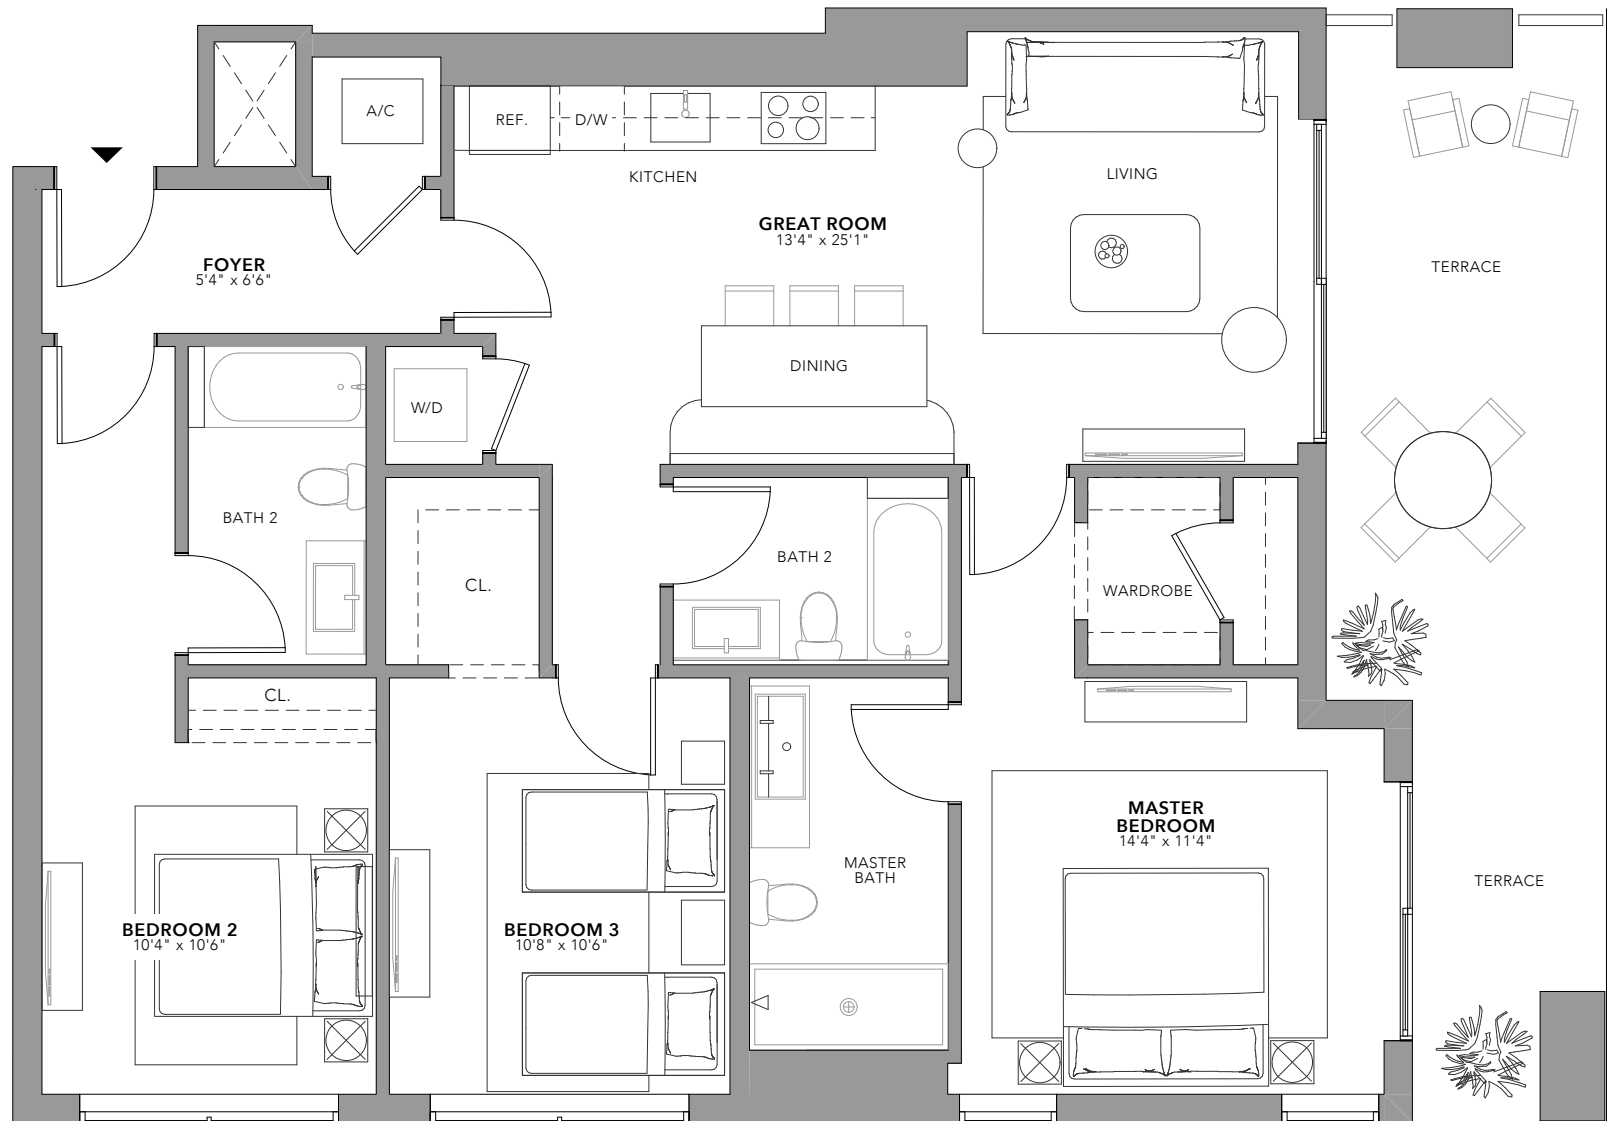 A/C
REF.
D/W
KITCHEN
LIVING
GREAT ROOM
13'4" x 25'1"
FOYER
5'4" x 6'6"
TERRACE
DINING
W/D
BATH 2
BATH 2
CL.
WARDROBE
CL.
MASTER
BEDROOM
14'4" x 11'4"
MASTER
BATH
TERRACE
BEDROOM 2
10'4" x 10'6"
BEDROOM 3
10'8" x 10'6"